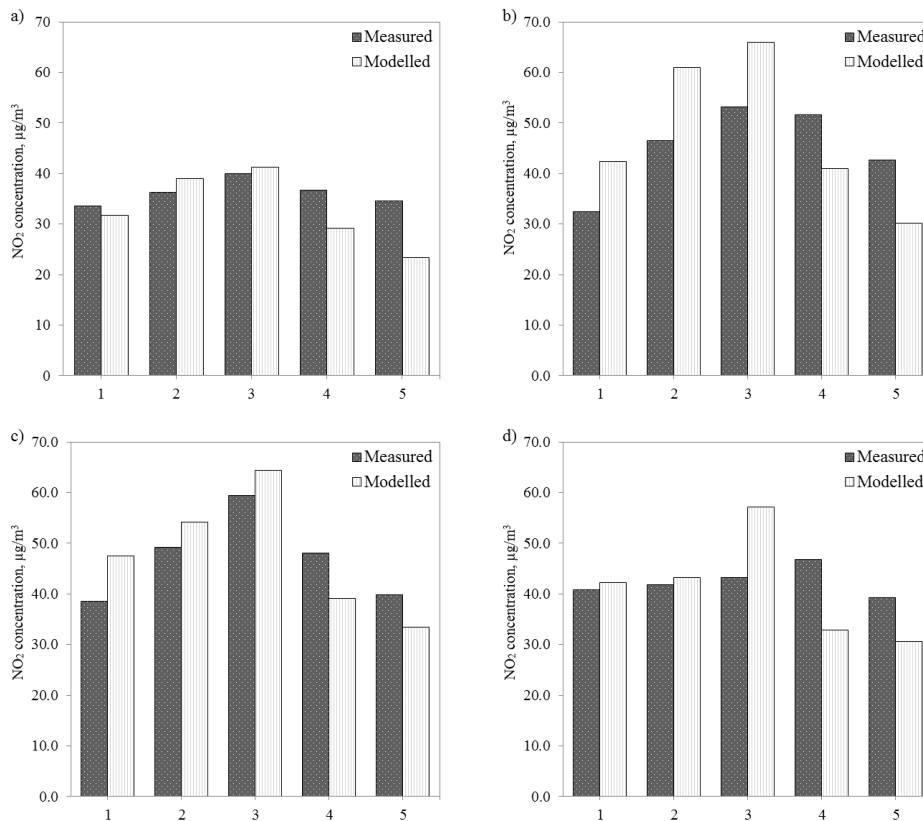 a)
70
60
50
40
30
20
10
0
NO₂ concentration, µg/m³
Measured
Modelled
1 2 3 4 5
b)
70.0
60.0
50.0
40.0
30.0
20.0
10.0
0.0
NO₂ concentration, µg/m³
Measured
Modelled
1 2 3 4 5
c)
70.0
60.0
50.0
40.0
30.0
20.0
10.0
0.0
NO₂ concentration, µg/m³
Measured
Modelled
1 2 3 4 5
d)
70.0
60.0
50.0
40.0
30.0
20.0
10.0
0.0
NO₂ concentration, µg/m³
Measured
Modelled
1 2 3 4 5